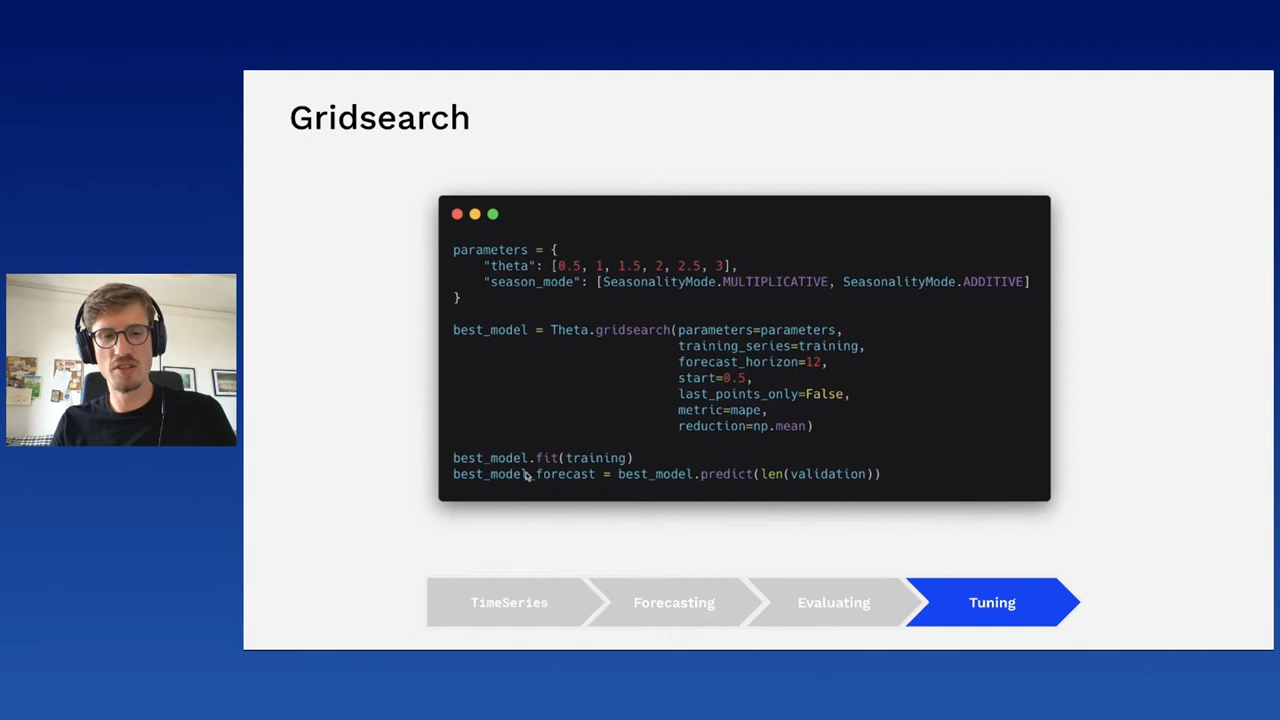 Gridsearch
parameters = {
"theta": [0.5, 1, 1.5, 2, 2.5, 3],
"season_mode": [SeasonalityMode.MULTIPLICATIVE, SeasonalityMode.ADDITIVE]
}
best_model = Theta.gridsearch(parameters=parameters,
training_series=training,
forecast_horizon=12,
start=0.5,
last_points_only=False,
metric=mape,
reduction=np.mean)
best_model.fit(training)
best_model_forecast = best_model.predict(len(validation))
TimeSeries
Forecasting
Evaluating
Tuning